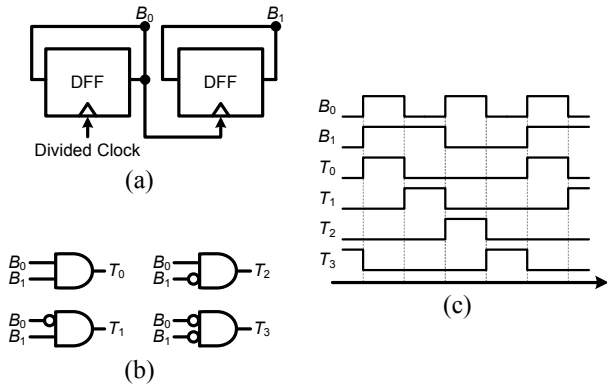 B0 B1
DFF DFF
Divided Clock
(a)
B0
B1
T0
B0
B1
T2
B0
B1
T1
B0
B1
T3
(b)
B0
B1
T0
T1
T2
T3
(c)